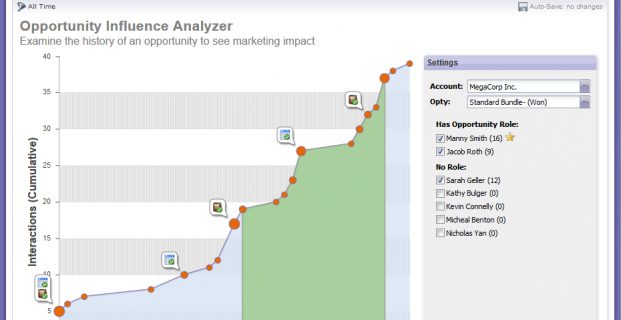 All Time
Auto-Save: no changes
Opportunity Influence Analyzer
Examine the history of an opportunity to see marketing impact
Interactions (Cumulative)
40
35
30
25
20
15
10
5
Settings
Account: MegaCorp Inc.
Opty: Standard Bundle- (Won)
Has Opportunity Role:
Manny Smith (16)
Jacob Roth (9)
No Role:
Sarah Geller (12)
Kathy Bulger (0)
Kevin Connelly (0)
Micheal Benton (0)
Nicholas Yan (0)